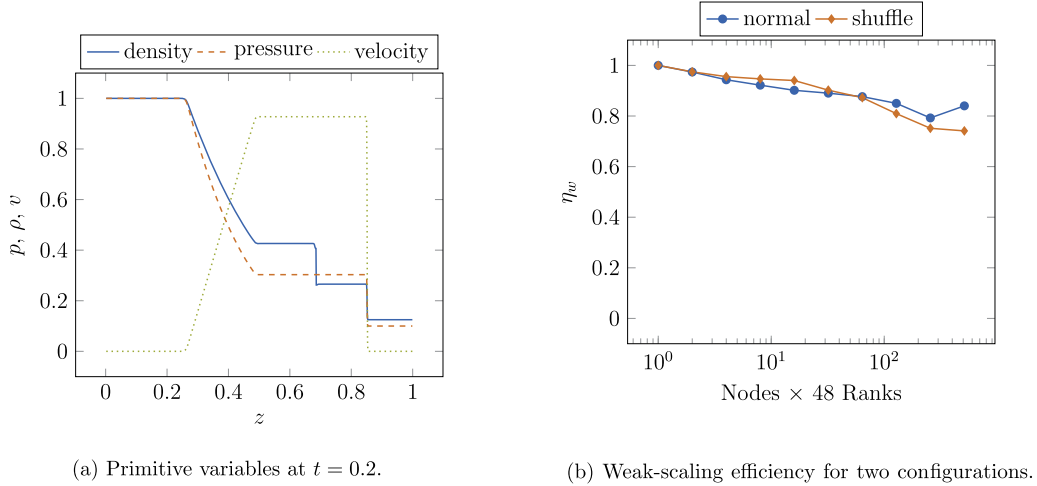 density pressure velocity
1
0.8
0.6
0.4
0.2
0
p, ρ, v
0 0.2 0.4 0.6 0.8 1
z
(a) Primitive variables at t = 0.2.
normal shuffle
1
0.8
0.6
0.4
0.2
0
η_w
10^0 10^1 10^2
Nodes × 48 Ranks
(b) Weak-scaling efficiency for two configurations.